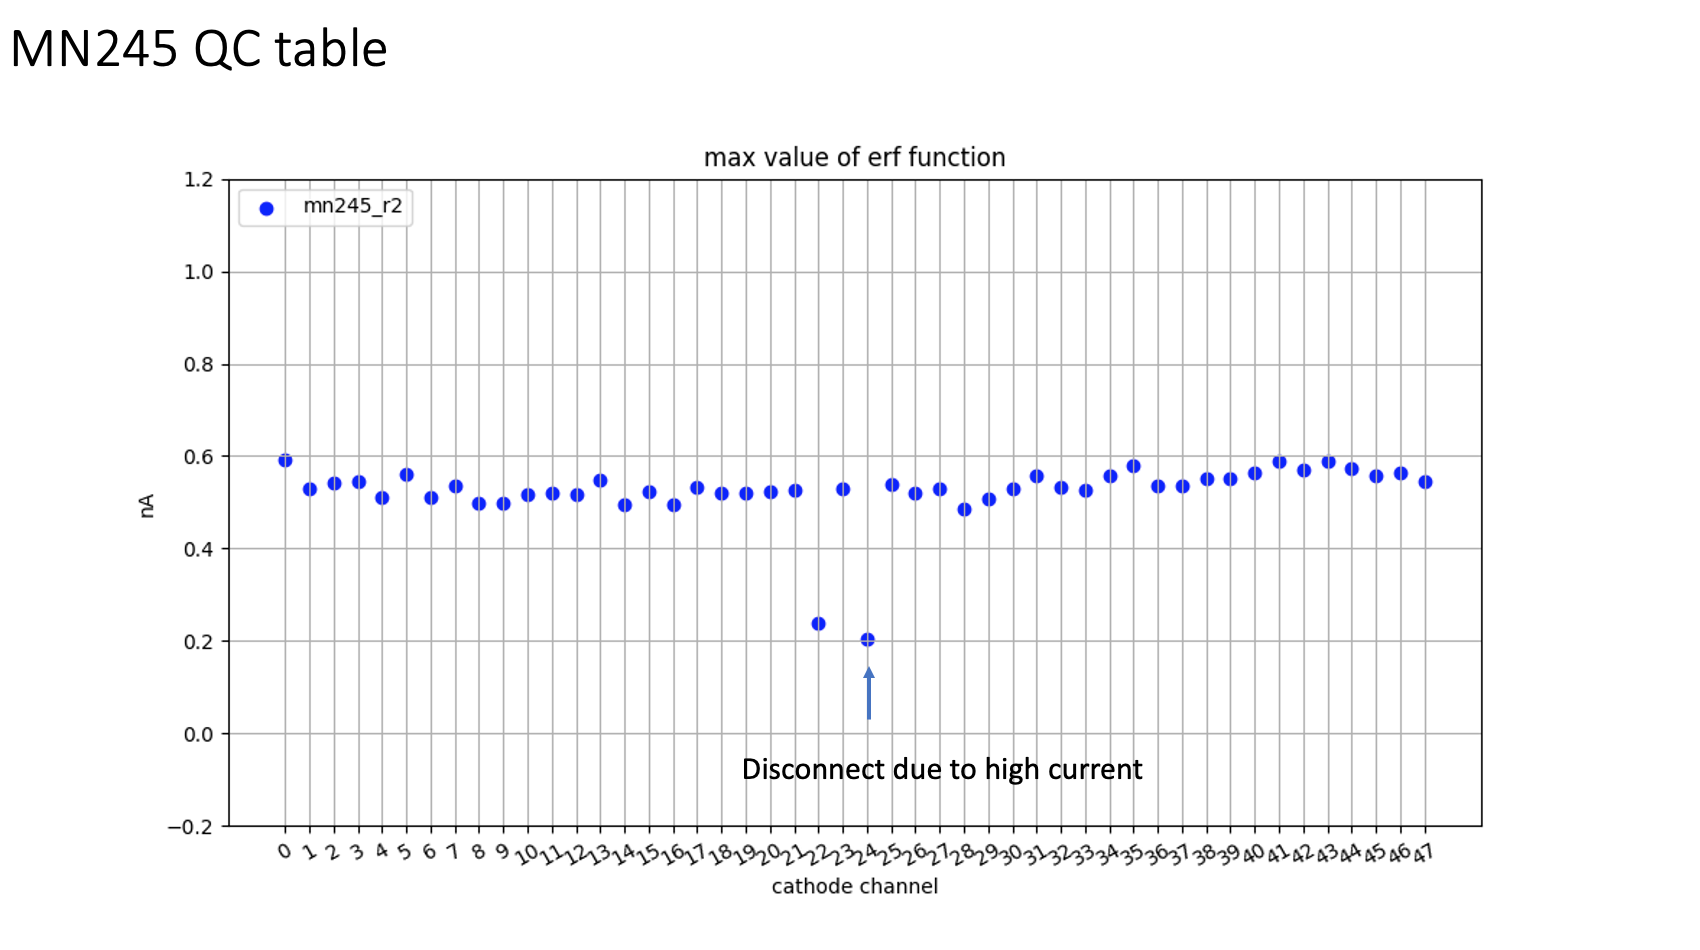 MN245 QC table
max value of erf function
mn245_r2
1.2
1.0
0.8
0.6
0.4
0.2
0.0
−0.2
nA
Disconnect due to high current
0 1 2 3 4 5 6 7 8 9 10 11 12 13 14 15 16 17 18 19 20 21 22 23 24 25 26 27 28 29 30 31 32 33 34 35 36 37 38 39 40 41 42 43 44 45 46 47
cathode channel